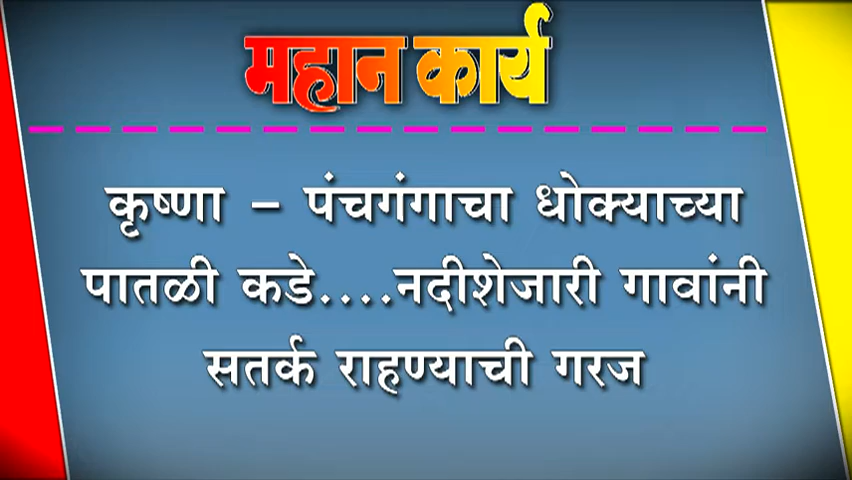 महान कार्य
कृष्णा – पंचगंगाचा धोक्याच्या
पातळी कडे....नदीशेजारी गावांनी
सतर्क राहण्याची गरज